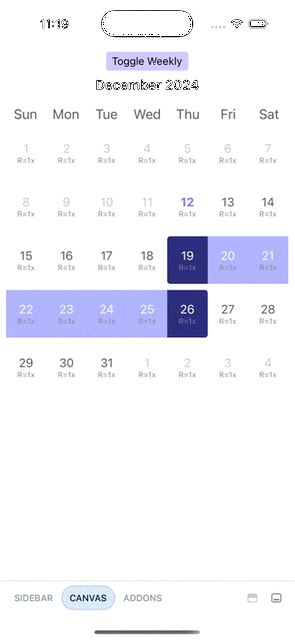 11:19
Toggle Weekly
December 2024
Sun Mon Tue Wed Thu Fri Sat
1 2 3 4 5 6 7
R=1x R=1x R=1x R=1x R=1x R=1x R=1x
8 9 10 11 12 13 14
R=1x R=1x R=1x R=1x R=1x R=1x R=1x
15 16 17 18 19 20 21
R=1x R=1x R=1x R=1x R=1x R=1x R=1x
22 23 24 25 26 27 28
R=1x R=1x R=1x R=1x R=1x R=1x R=1x
29 30 31 1 2 3 4
R=1x R=1x R=1x R=1x R=1x R=1x R=1x
SIDEBAR CANVAS ADDONS